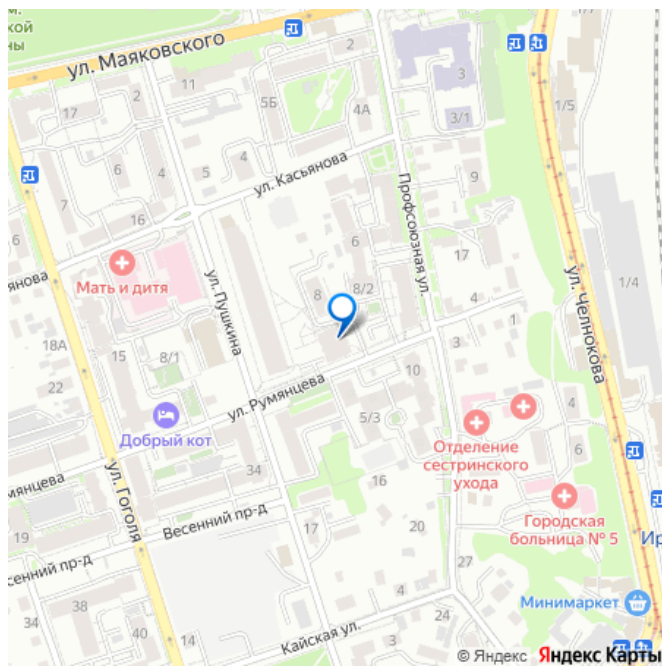 м.
ской
ны
ул. Маяковского
2
3
17
2
11
5Б
4А
3/1
1/5
6
4
5
4
ул. Касьянова
Профсоюзная ул.
9
7
16
6
17
янова
Мать и дитя
ул. Пушкина
8
8/2
1/4
ул. Челнокова
18А
15
8/1
4
1
3
22
ул. Румянцева
10
Добрый кот
5/3
4
Отделение
сестринского
ухода
6
мянцева
ул. Гоголя
34
16
19
Весенний пр-д
17
20
Городская
больница № 5
Ир
сенний пр-д
27
38
40
4
24
Минимаркет
34
14
Кайская ул.
3
6
© Яндекс Яндекс Карты